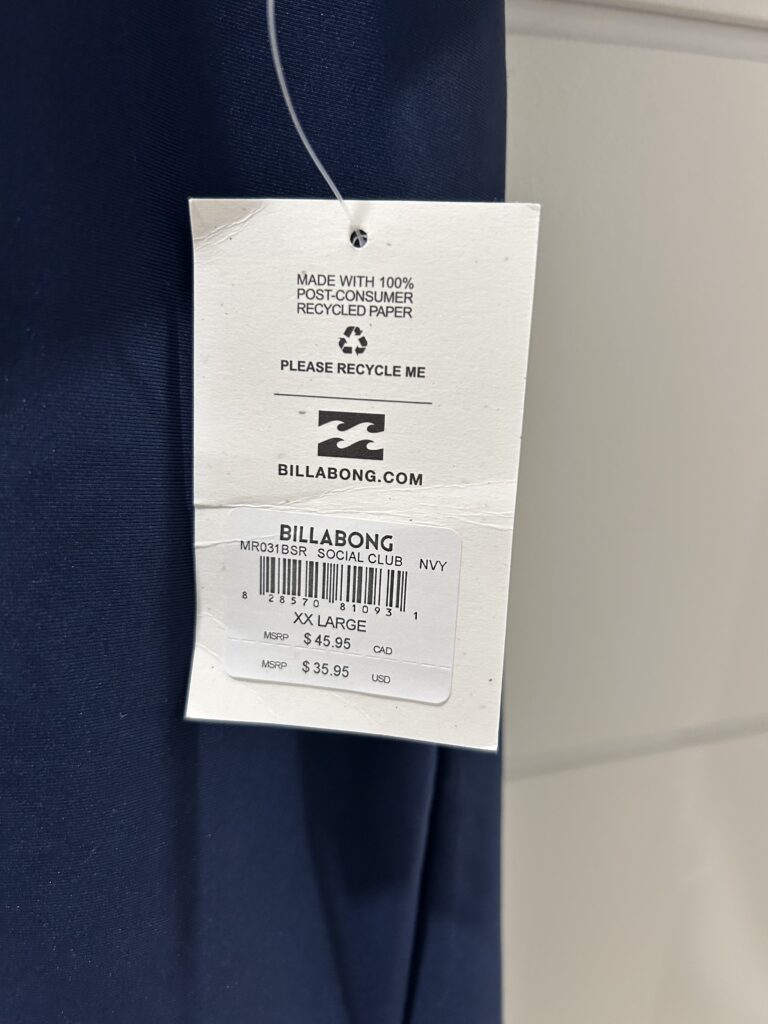 MADE WITH 100%
POST-CONSUMER
RECYCLED PAPER
PLEASE RECYCLE ME
BILLABONG.COM
BILLABONG
MR031BSR SOCIAL CLUB NVY
8 28570 81093 1
XX LARGE
MSRP $ 45.95 CAD
MSRP $ 35.95 USD